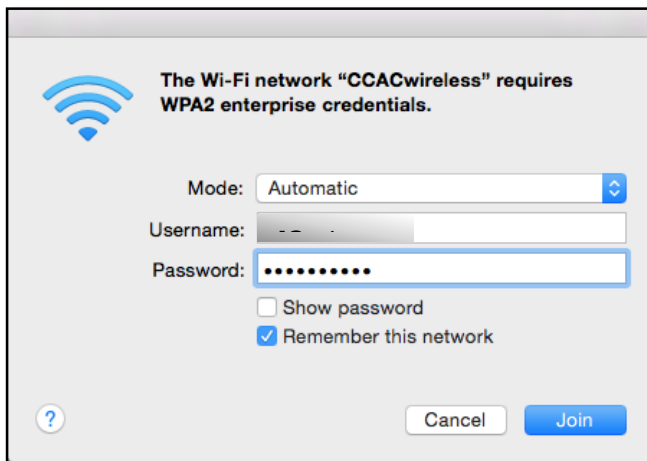 The Wi-Fi network “CCACwireless” requires
WPA2 enterprise credentials.
Mode: Automatic
Username:
Password: ••••••••••
Show password
Remember this network
? Cancel Join